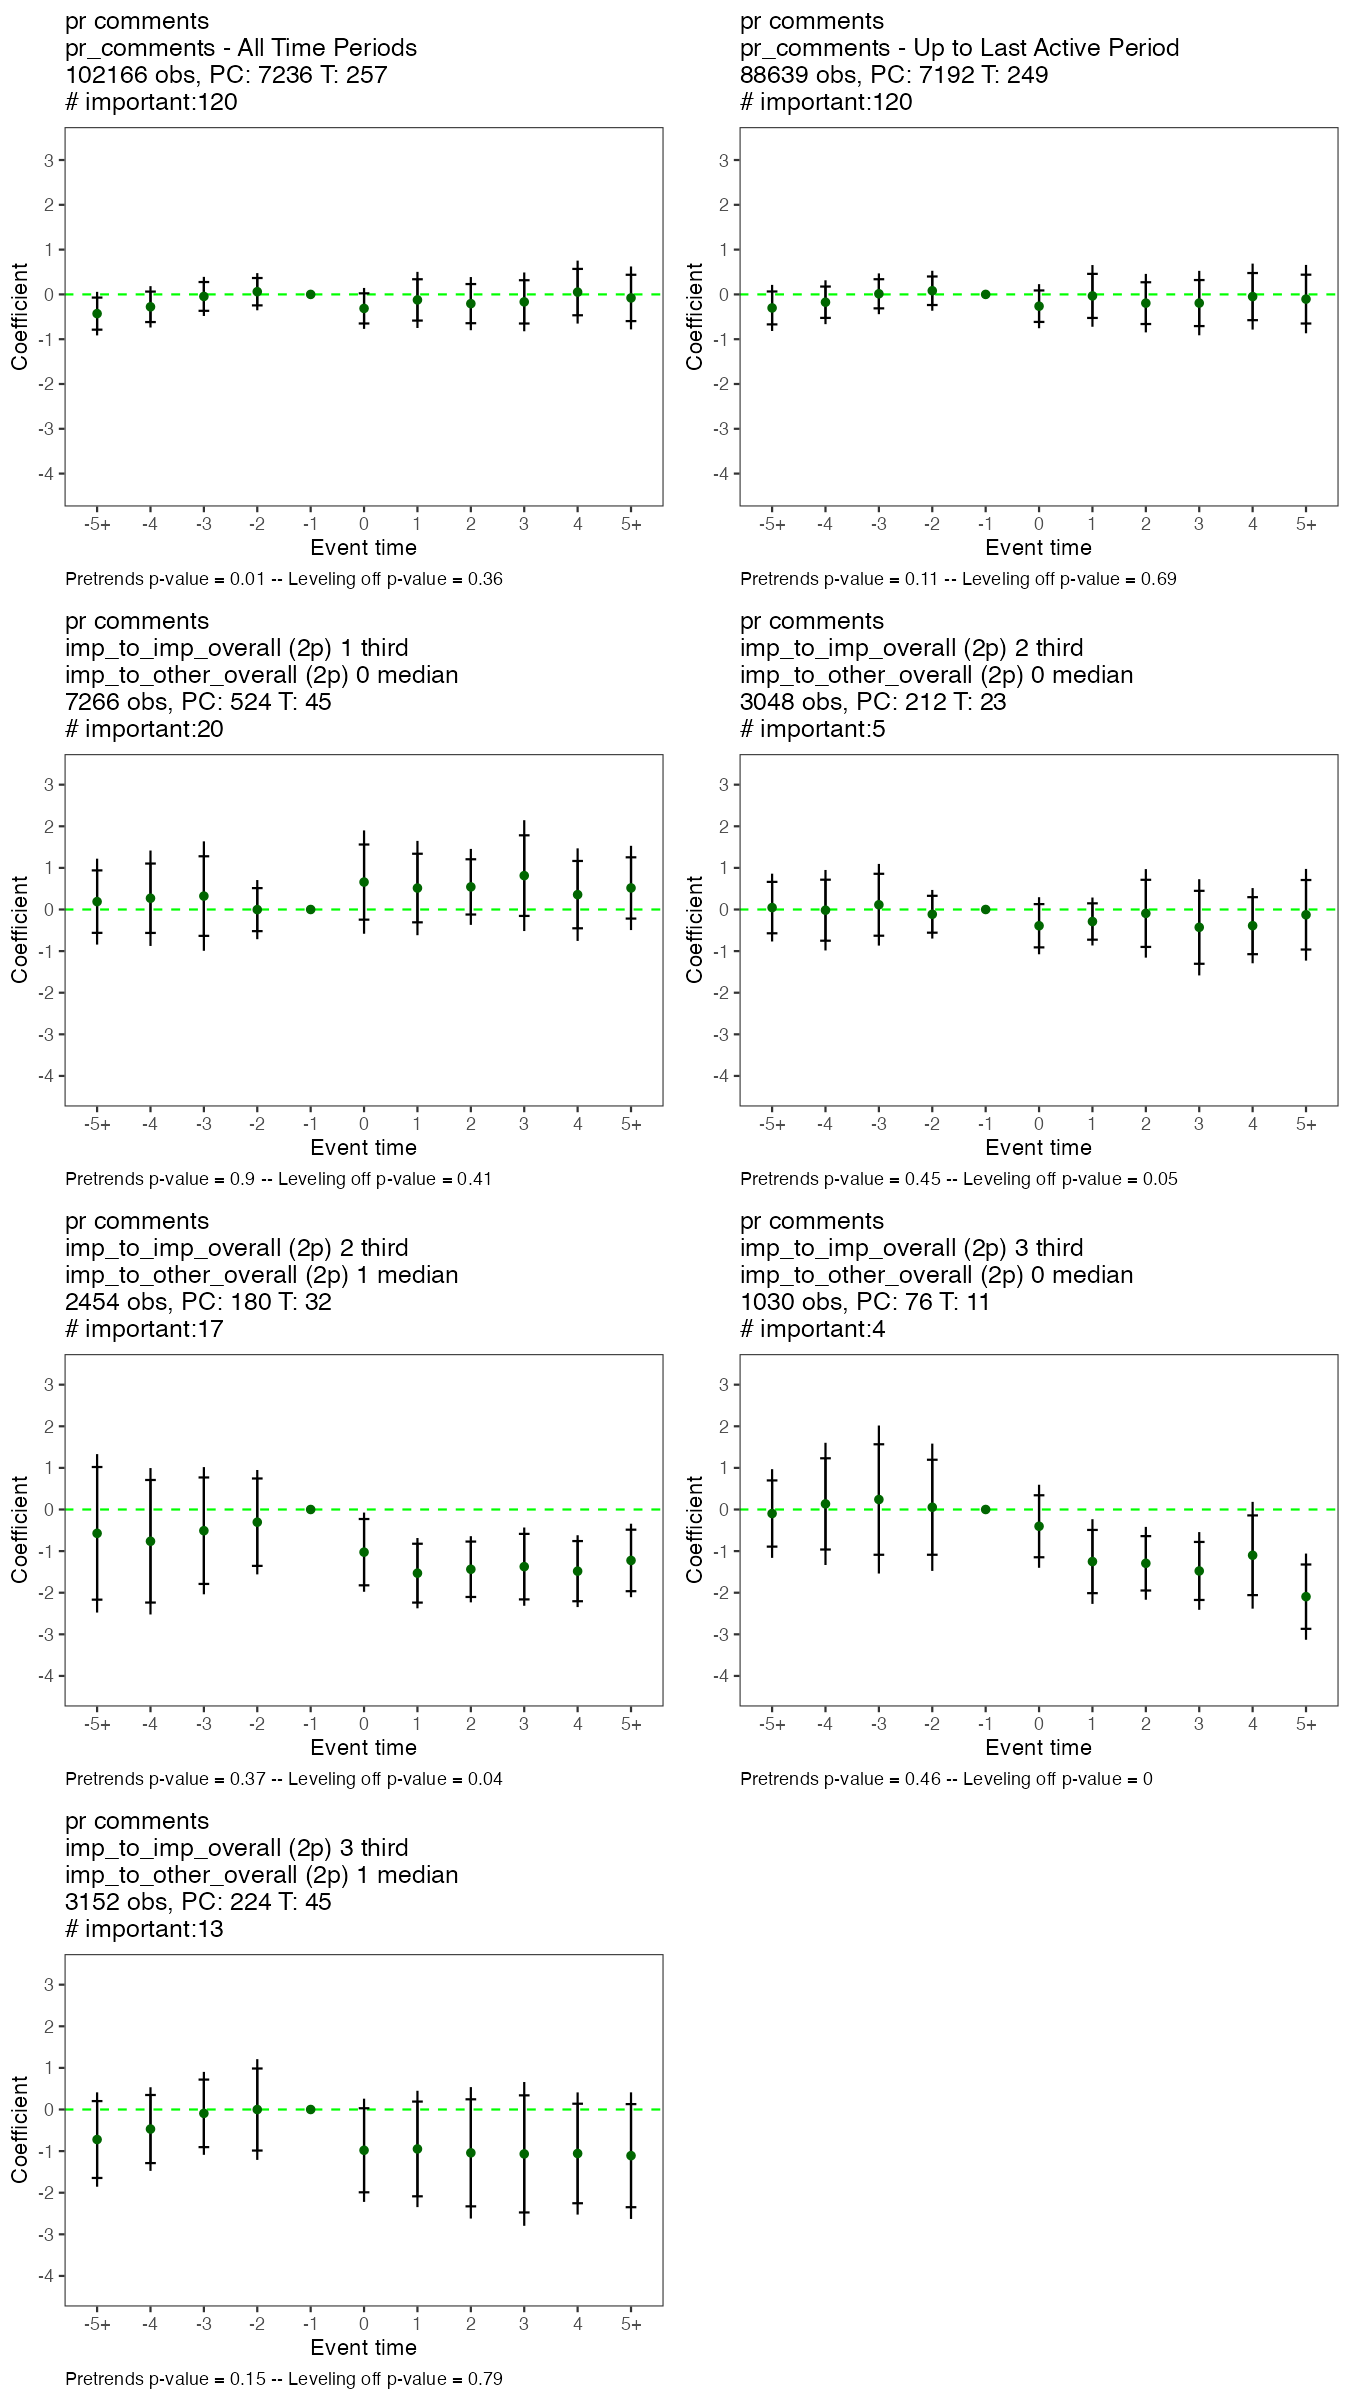 pr comments
pr_comments - All Time Periods
102166 obs, PC: 7236 T: 257
# important:120
3
2
1
0
-1
-2
-3
-4
Coefficient
-5+ -4 -3 -2 -1 0 1 2 3 4 5+
Event time
Pretrends p-value = 0.01 -- Leveling off p-value = 0.36
pr comments
pr_comments - Up to Last Active Period
88639 obs, PC: 7192 T: 249
# important:120
3
2
1
0
-1
-2
-3
-4
Coefficient
-5+ -4 -3 -2 -1 0 1 2 3 4 5+
Event time
Pretrends p-value = 0.11 -- Leveling off p-value = 0.69
pr comments
imp_to_imp_overall (2p) 1 third
imp_to_other_overall (2p) 0 median
7266 obs, PC: 524 T: 45
# important:20
3
2
1
0
-1
-2
-3
-4
Coefficient
-5+ -4 -3 -2 -1 0 1 2 3 4 5+
Event time
Pretrends p-value = 0.9 -- Leveling off p-value = 0.41
pr comments
imp_to_imp_overall (2p) 2 third
imp_to_other_overall (2p) 0 median
3048 obs, PC: 212 T: 23
# important:5
3
2
1
0
-1
-2
-3
-4
Coefficient
-5+ -4 -3 -2 -1 0 1 2 3 4 5+
Event time
Pretrends p-value = 0.45 -- Leveling off p-value = 0.05
pr comments
imp_to_imp_overall (2p) 2 third
imp_to_other_overall (2p) 1 median
2454 obs, PC: 180 T: 32
# important:17
3
2
1
0
-1
-2
-3
-4
Coefficient
-5+ -4 -3 -2 -1 0 1 2 3 4 5+
Event time
Pretrends p-value = 0.37 -- Leveling off p-value = 0.04
pr comments
imp_to_imp_overall (2p) 3 third
imp_to_other_overall (2p) 0 median
1030 obs, PC: 76 T: 11
# important:4
3
2
1
0
-1
-2
-3
-4
Coefficient
-5+ -4 -3 -2 -1 0 1 2 3 4 5+
Event time
Pretrends p-value = 0.46 -- Leveling off p-value = 0
pr comments
imp_to_imp_overall (2p) 3 third
imp_to_other_overall (2p) 1 median
3152 obs, PC: 224 T: 45
# important:13
3
2
1
0
-1
-2
-3
-4
Coefficient
-5+ -4 -3 -2 -1 0 1 2 3 4 5+
Event time
Pretrends p-value = 0.15 -- Leveling off p-value = 0.79